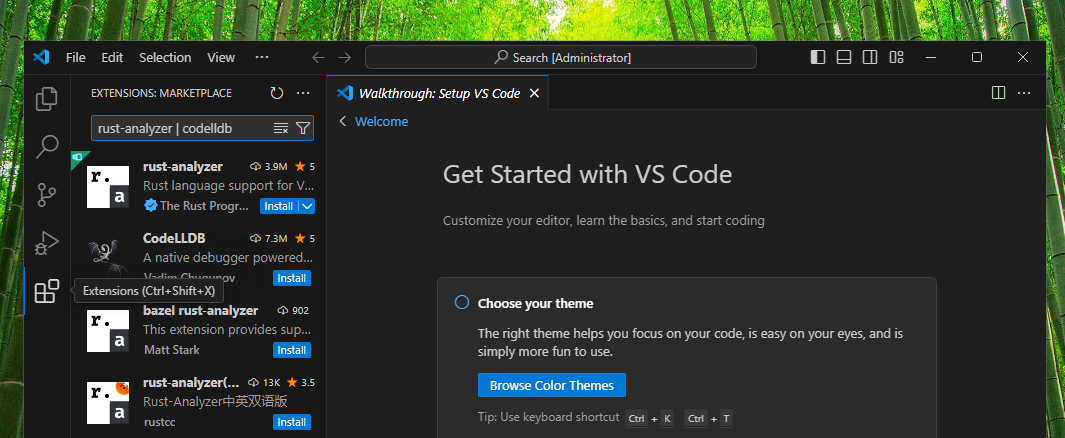 File Edit Selection View ··· Search [Administrator]
EXTENSIONS: MARKETPLACE
rust-analyzer | codelldb
rust-analyzer 3.9M 5
Rust language support for V...
The Rust Progr... Install
CodeLLDB 7.3M 5
A native debugger powered...
Vadim Chugunov
Install
Extensions (Ctrl+Shift+X)
bazel rust-analyzer 902
This extension provides sup...
Matt Stark Install
rust-analyzer(... 13K 3.5
Rust-Analyzer中英双语版
rustcc Install
Walkthrough: Setup VS Code
Welcome
Get Started with VS Code
Customize your editor, learn the basics, and start coding
Choose your theme
The right theme helps you focus on your code, is easy on your eyes, and is
simply more fun to use.
Browse Color Themes
Tip: Use keyboard shortcut Ctrl + K Ctrl + T